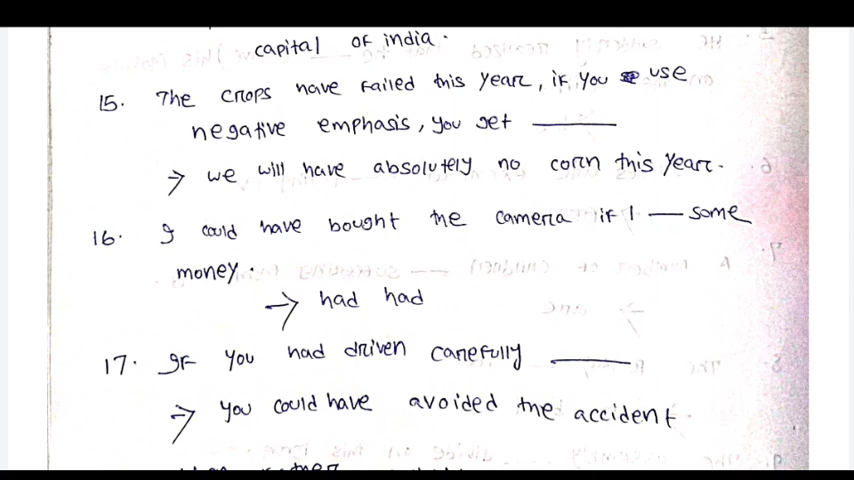 capital of india.
15. The crops have failed this year, if you use
negative emphasis, you get ______
→ we will have absolutely no corn this year.
16. I could have bought the camera if I — some
money.
→ had had
17. If you had driven carefully ______
→ you could have avoided the accident